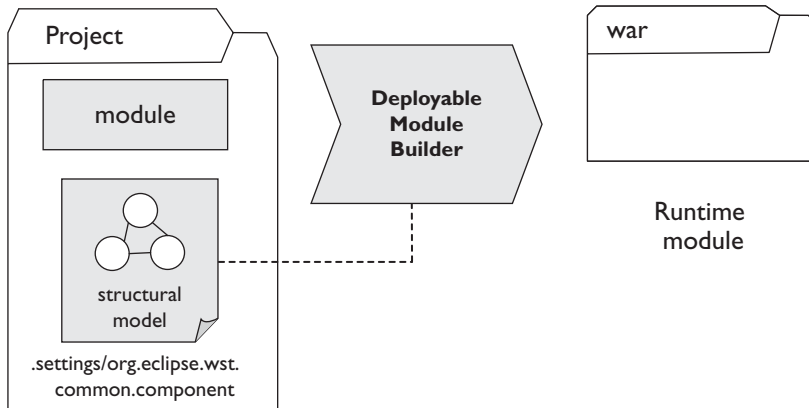 Project
module
structural
model
.settings/org.eclipse.wst.
common.component
Deployable
Module
Builder
war
Runtime
module